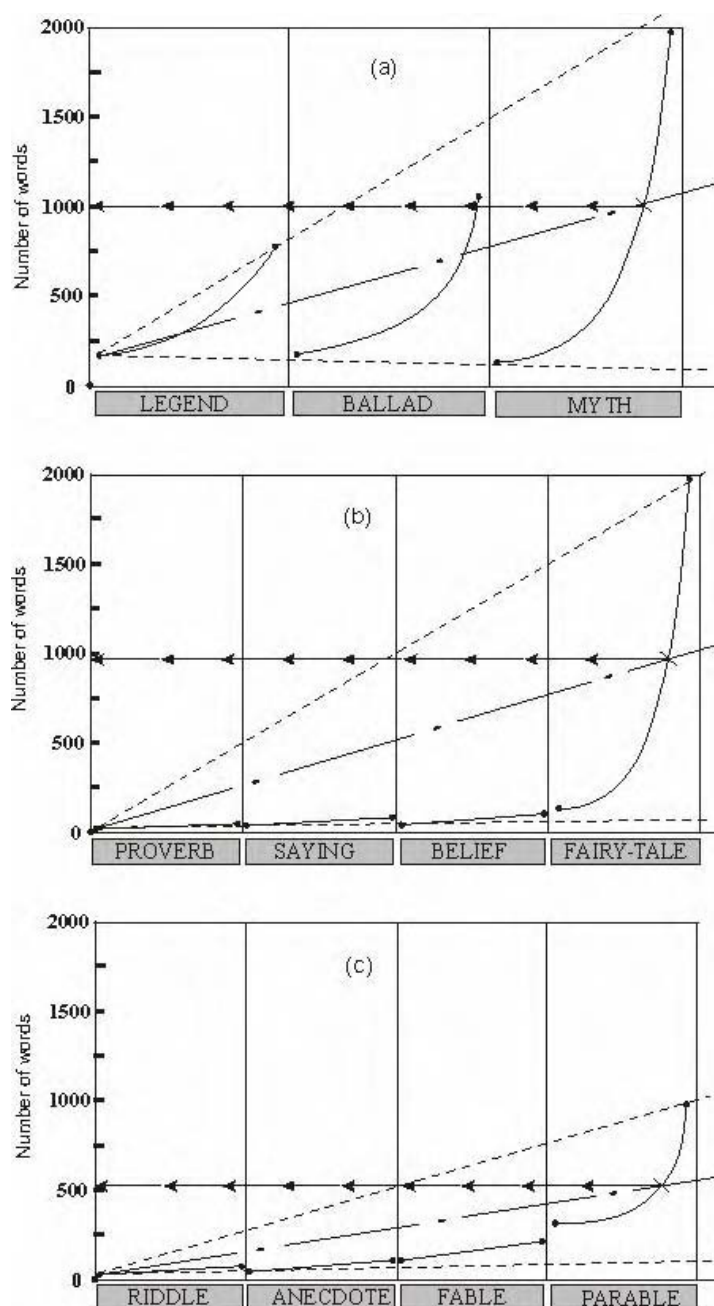 2000
(a)
1500
Number of words
1000
500
0
LEGEND BALLAD MYTH
2000
(b)
1500
Number of words
1000
500
0
PROVERB SAYING BELIEF FAIRY-TALE
2000
(c)
1500
Number of words
1000
500
0
RIDDLE ANECDOTE FABLE PARABLE